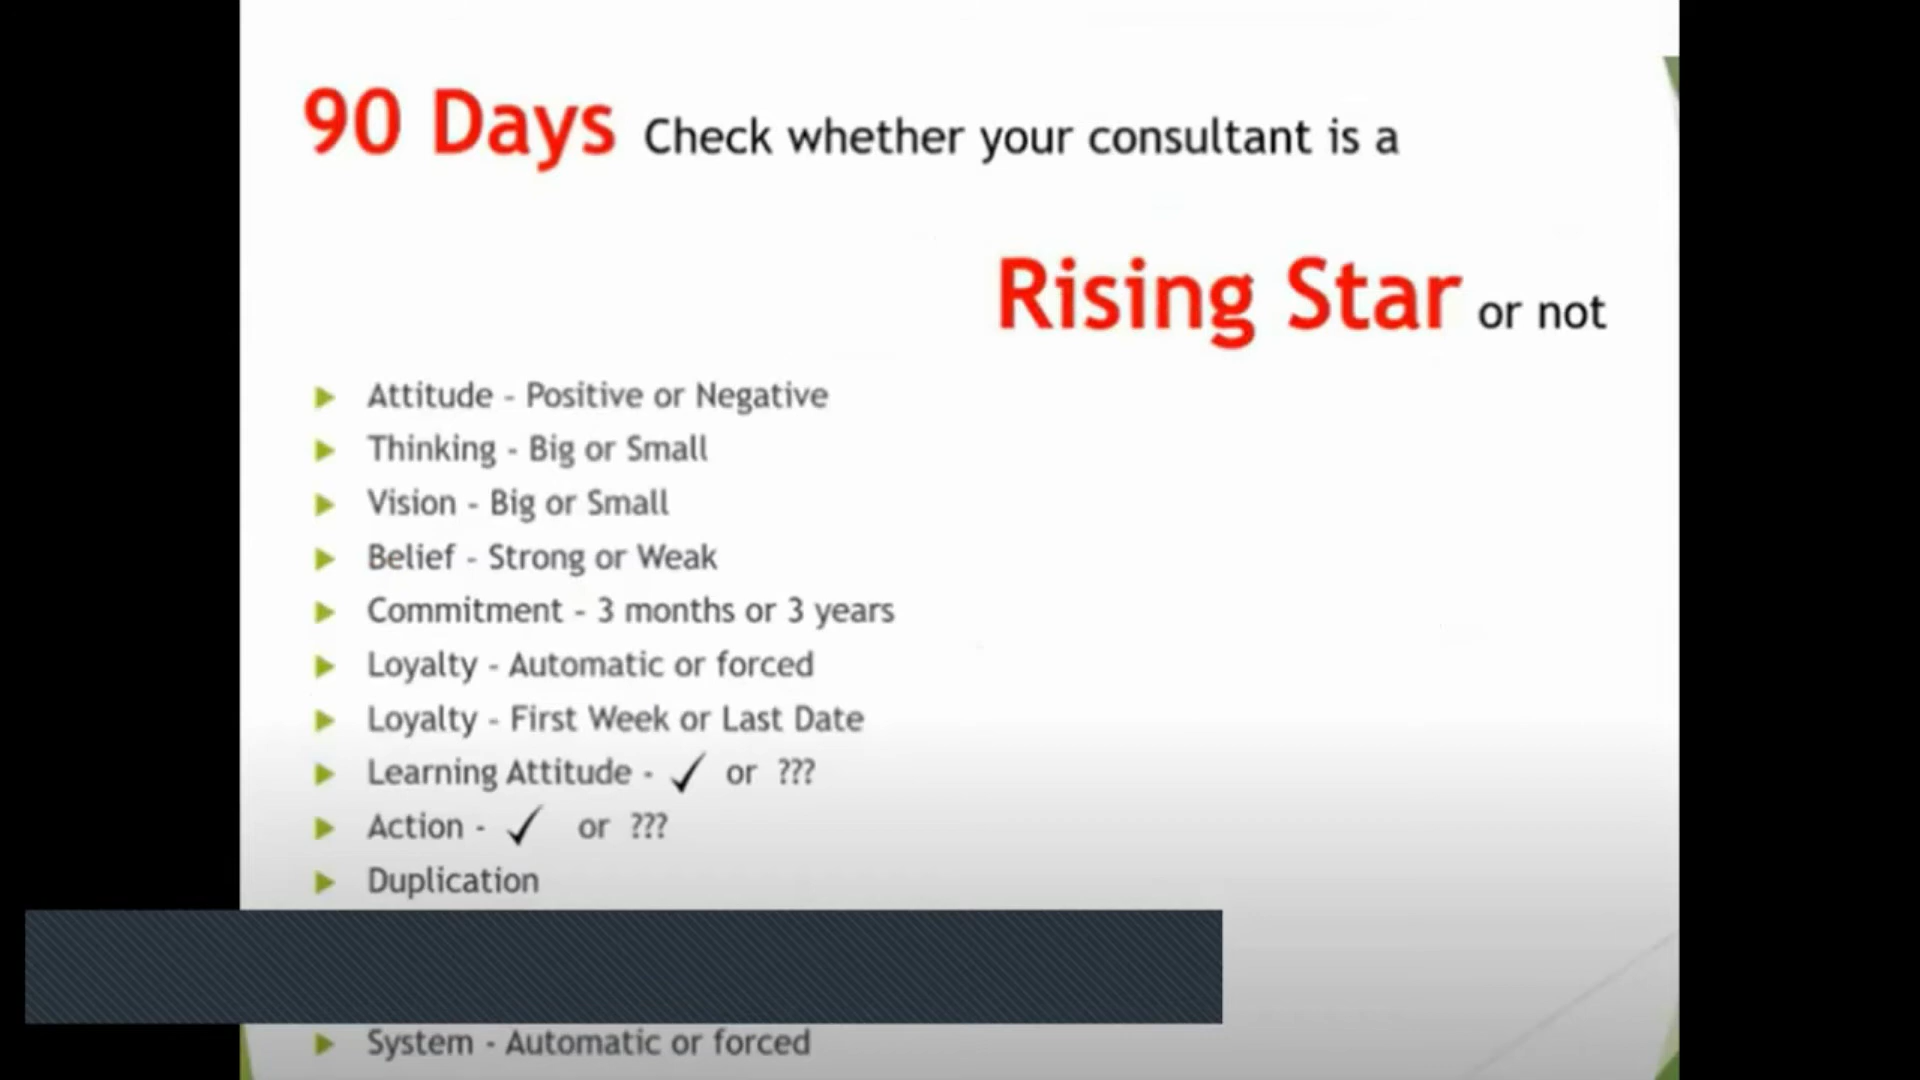 90 Days Check whether your consultant is a
Rising Star or not
Attitude - Positive or Negative
Thinking - Big or Small
Vision - Big or Small
Belief - Strong or Weak
Commitment - 3 months or 3 years
Loyalty - Automatic or forced
Loyalty - First Week or Last Date
Learning Attitude - ✓ or ???
Action - ✓ or ???
Duplication
System - Automatic or forced